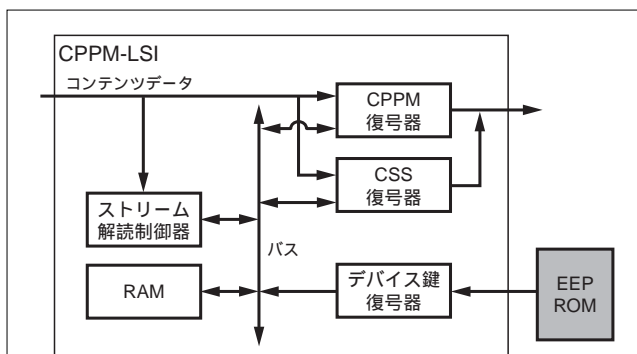 CPPM-LSI
コンテンツデータ
CPPM
復号器
CSS
復号器
ストリーム
解読制御器
バス
RAM
デバイス鍵
復号器
EEP
ROM